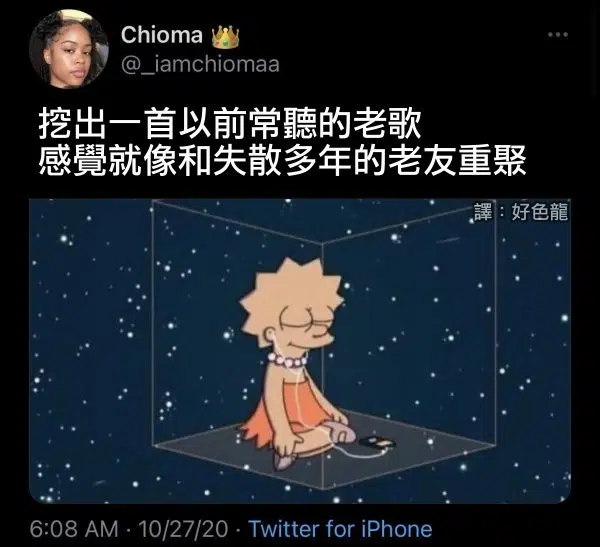 Chioma 👑
@_iamchiomaa
挖出一首以前常聽的老歌
感覺就像和失散多年的老友重聚
譯：好色龍
6:08 AM · 10/27/20 · Twitter for iPhone